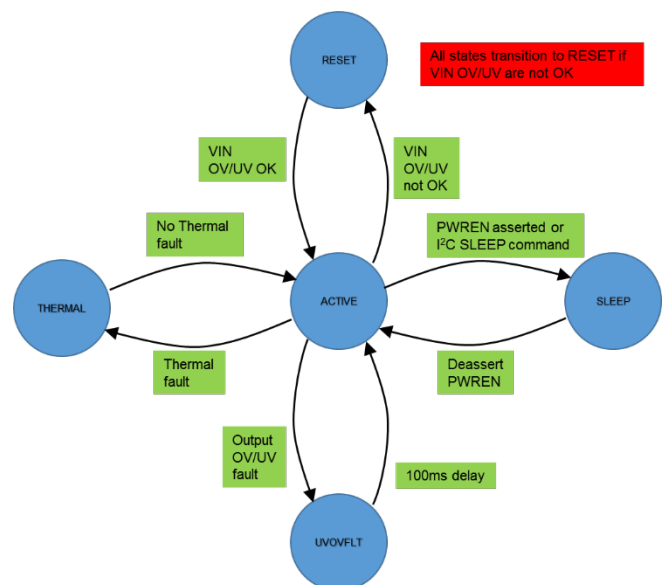 RESET
All states transition to RESET if
VIN OV/UV are not OK
VIN
OV/UV OK
VIN
OV/UV
not OK
No Thermal
fault
PWREN asserted or
I²C SLEEP command
THERMAL
ACTIVE
SLEEP
Thermal
fault
Deassert
PWREN
Output
OV/UV
fault
100ms delay
UVOVFLT